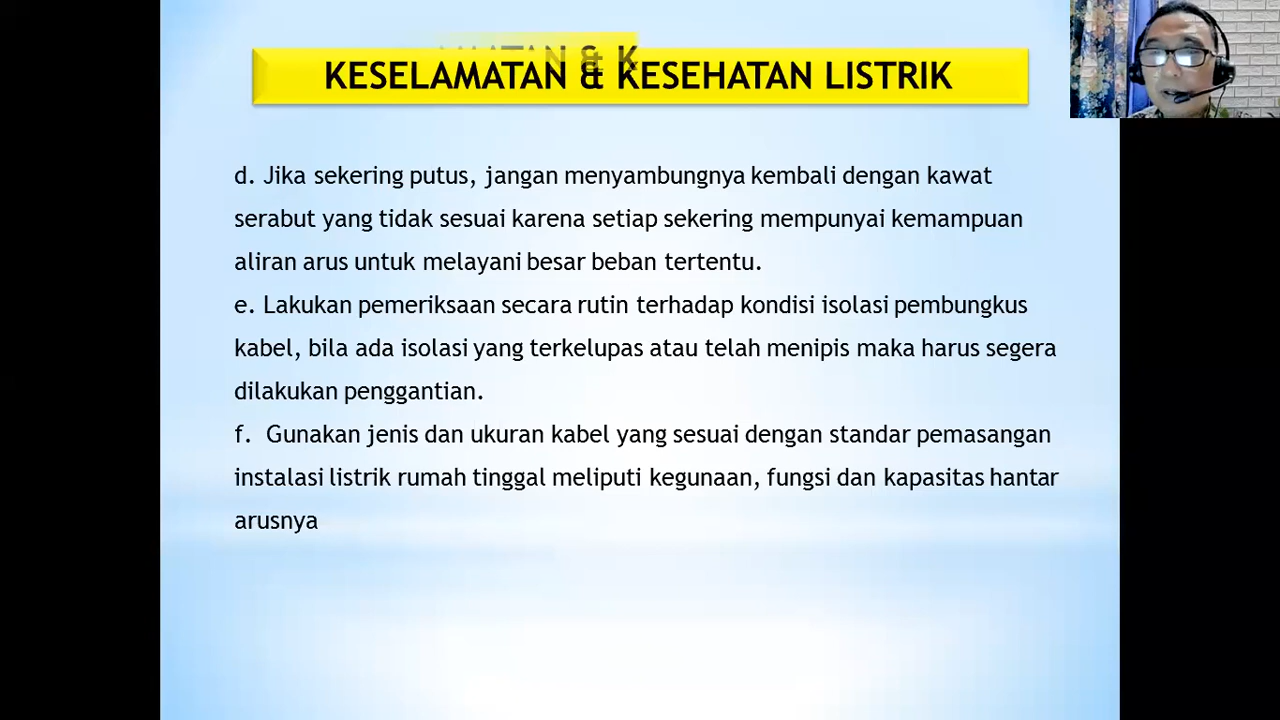 KESELAMATAN & KESEHATAN LISTRIK
d. Jika sekering putus, jangan menyambungnya kembali dengan kawat
serabut yang tidak sesuai karena setiap sekering mempunyai kemampuan
aliran arus untuk melayani besar beban tertentu.
e. Lakukan pemeriksaan secara rutin terhadap kondisi isolasi pembungkus
kabel, bila ada isolasi yang terkelupas atau telah menipis maka harus segera
dilakukan penggantian.
f. Gunakan jenis dan ukuran kabel yang sesuai dengan standar pemasangan
instalasi listrik rumah tinggal meliputi kegunaan, fungsi dan kapasitas hantar
arusnya